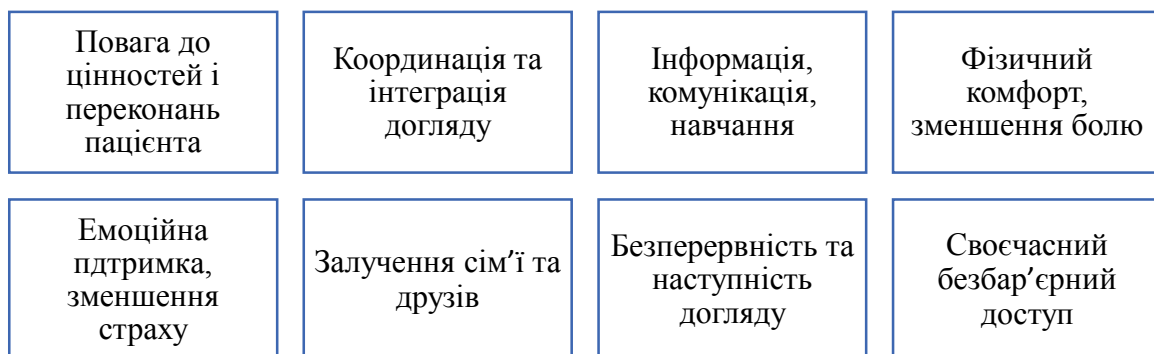 Повага до
цінностей і
переконань
пацієнта
Координація та
інтеграція
догляду
Інформація,
комунікація,
навчання
Фізичний
комфорт,
зменшення болю
Емоційна
пдтримка,
зменшення
страху
Залучення сім’ї та
друзів
Безперервність та
наступність
догляду
Своєчасний
безбар’єрний
доступ